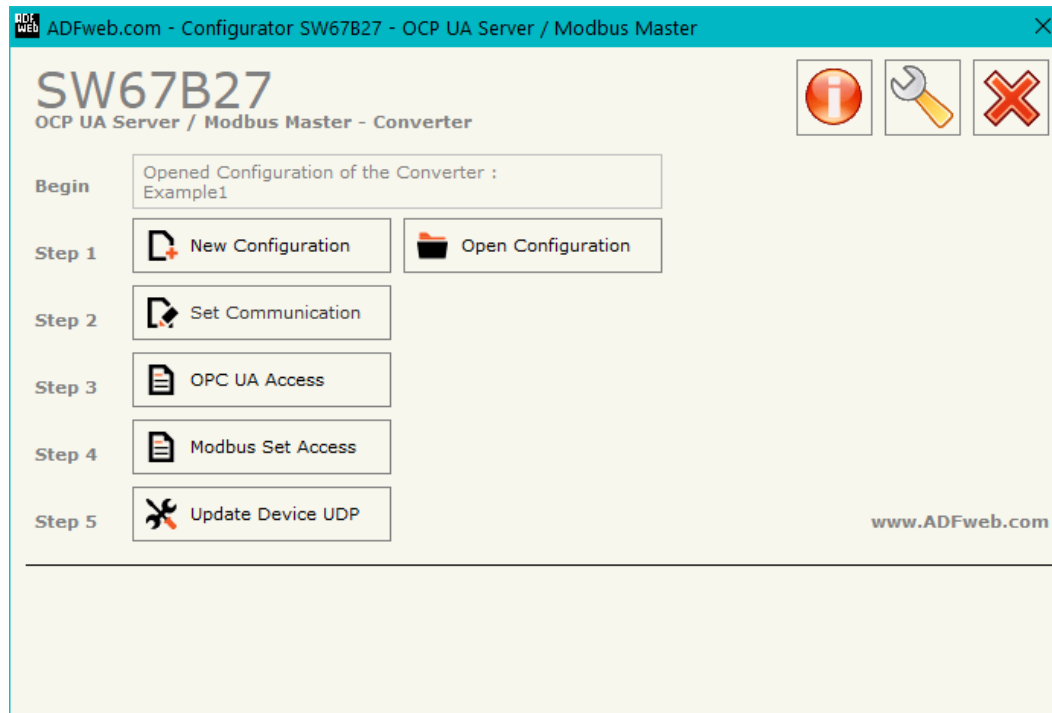 ADF
WEB
ADFweb.com - Configurator SW67B27 - OCP UA Server / Modbus Master
SW67B27
OCP UA Server / Modbus Master - Converter
Begin
Opened Configuration of the Converter :
Example1
Step 1
New Configuration
Open Configuration
Step 2
Set Communication
Step 3
OPC UA Access
Step 4
Modbus Set Access
Step 5
Update Device UDP
www.ADFweb.com